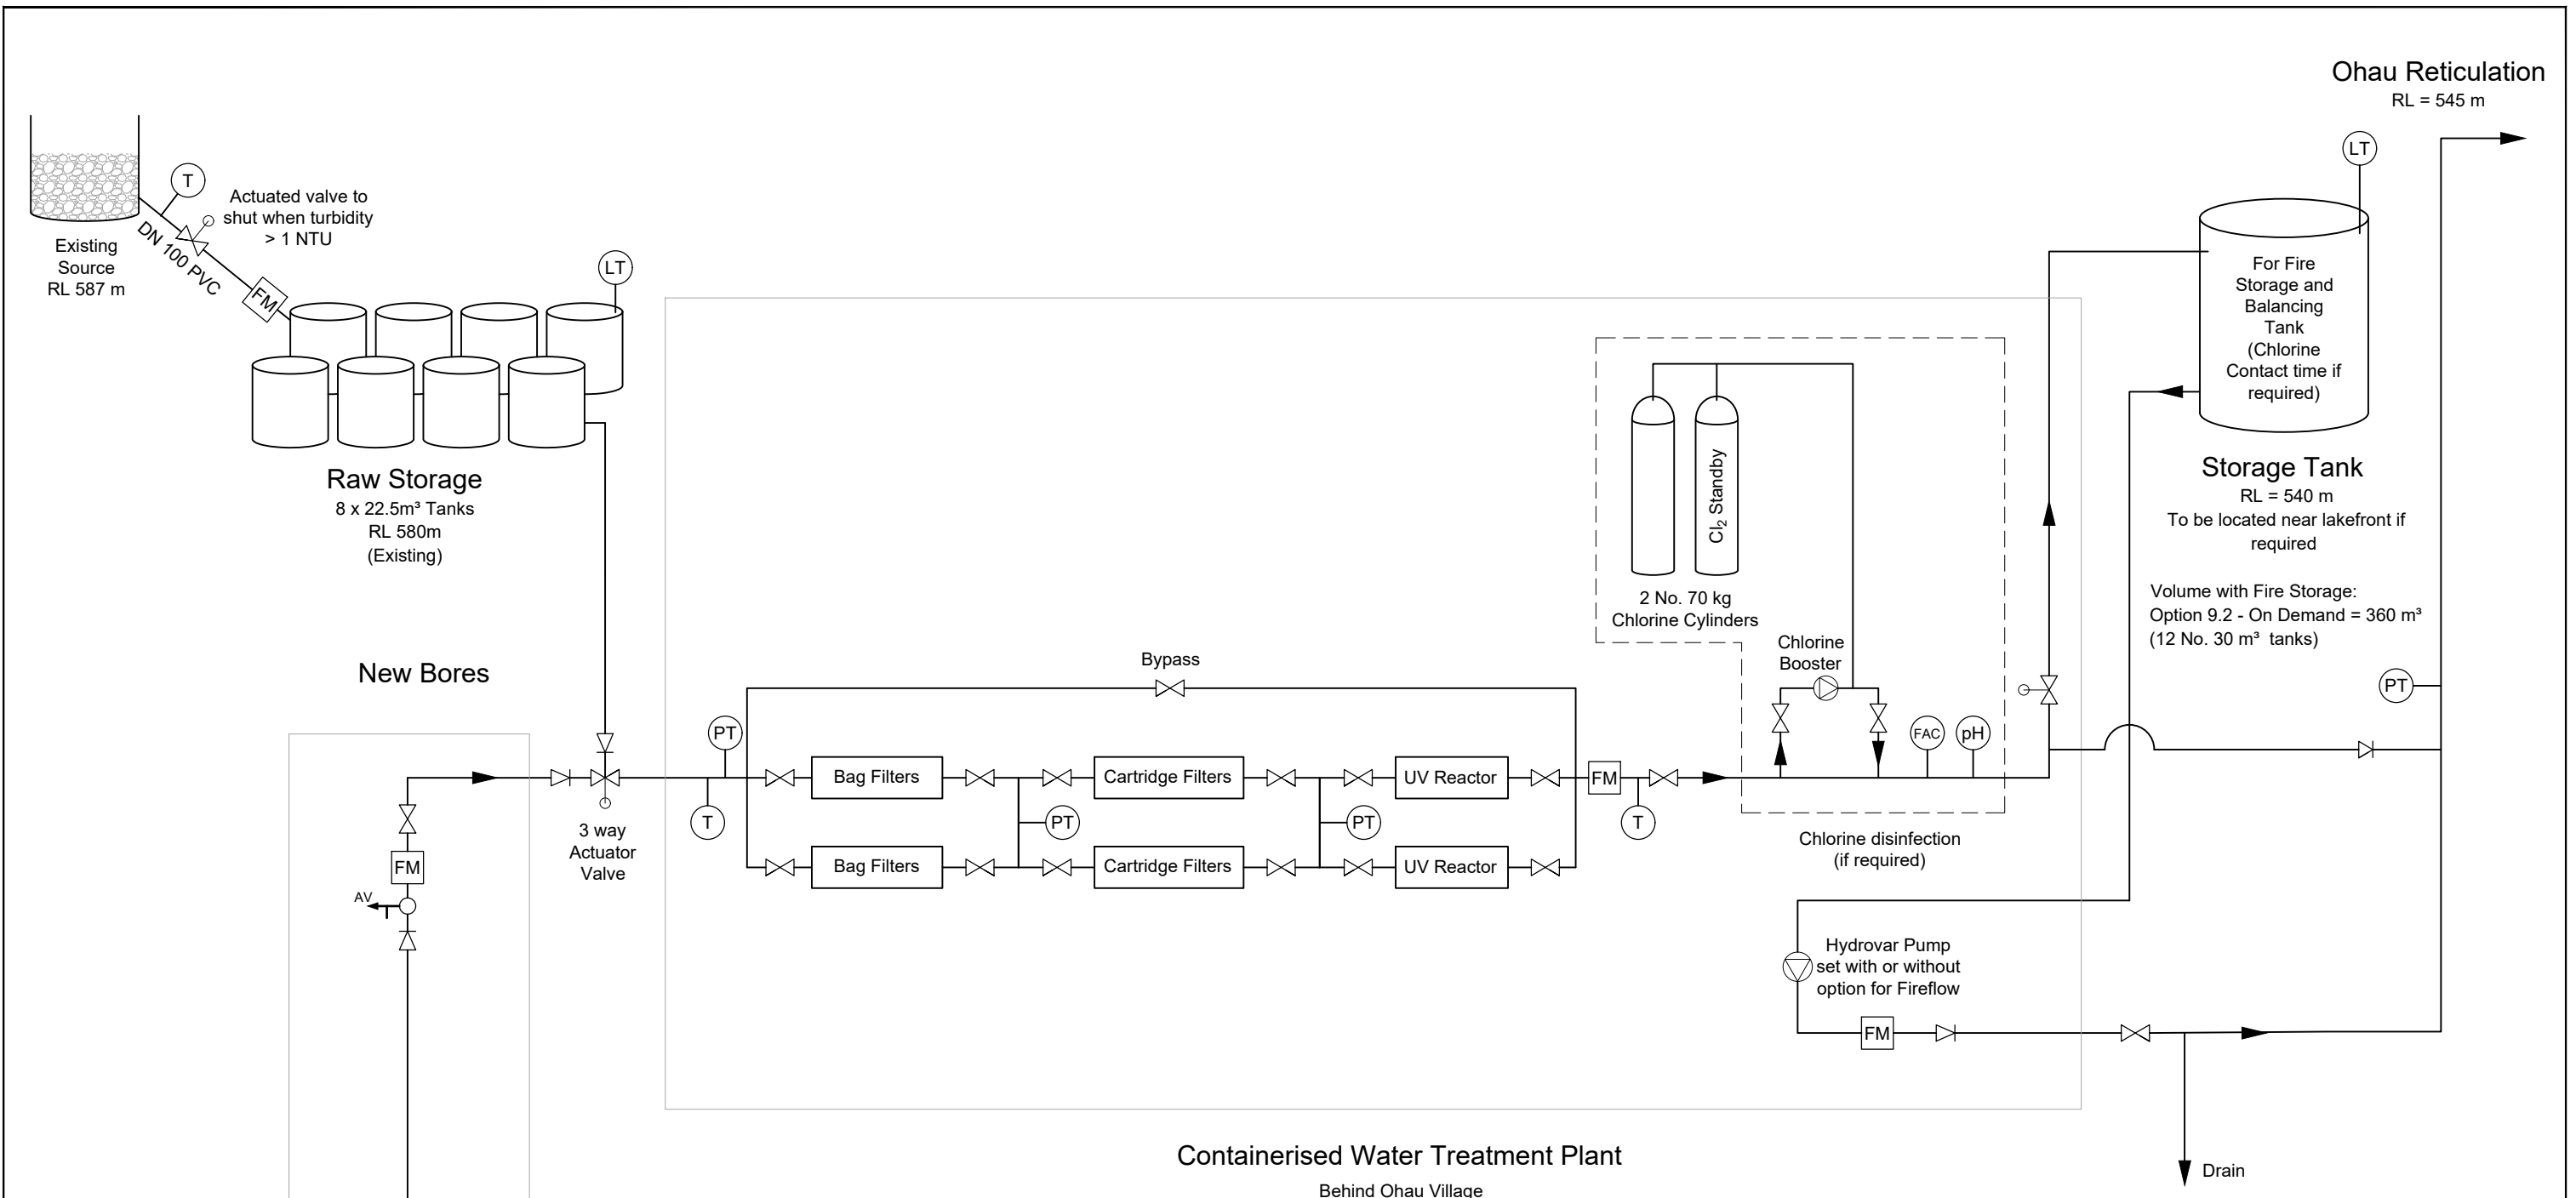 Ohau Reticulation
RL = 545 m
LT
T
Actuated valve to
shut when turbidity
> 1 NTU
DN 100 PVC
FM
Existing
Source
RL 587 m
LT
Raw Storage
8 x 22.5m³ Tanks
RL 580m
(Existing)
For Fire
Storage and
Balancing
Tank
(Chlorine
Contact time if
required)
Storage Tank
RL = 540 m
To be located near lakefront if
required
Volume with Fire Storage:
Option 9.2 - On Demand = 360 m³
(12 No. 30 m³ tanks)
Cl₂ Standby
2 No. 70 kg
Chlorine Cylinders
Chlorine
Booster
New Bores
Bypass
PT
PT
FAC
pH
Bag Filters
Cartridge Filters
UV Reactor
FM
T
PT
PT
T
3 way
Actuator
Valve
Bag Filters
Cartridge Filters
UV Reactor
Chlorine disinfection
(if required)
FM
AV
Hydrovar Pump
set with or without
option for Fireflow
FM
Containerised Water Treatment Plant
Behind Ohau Village
Drain